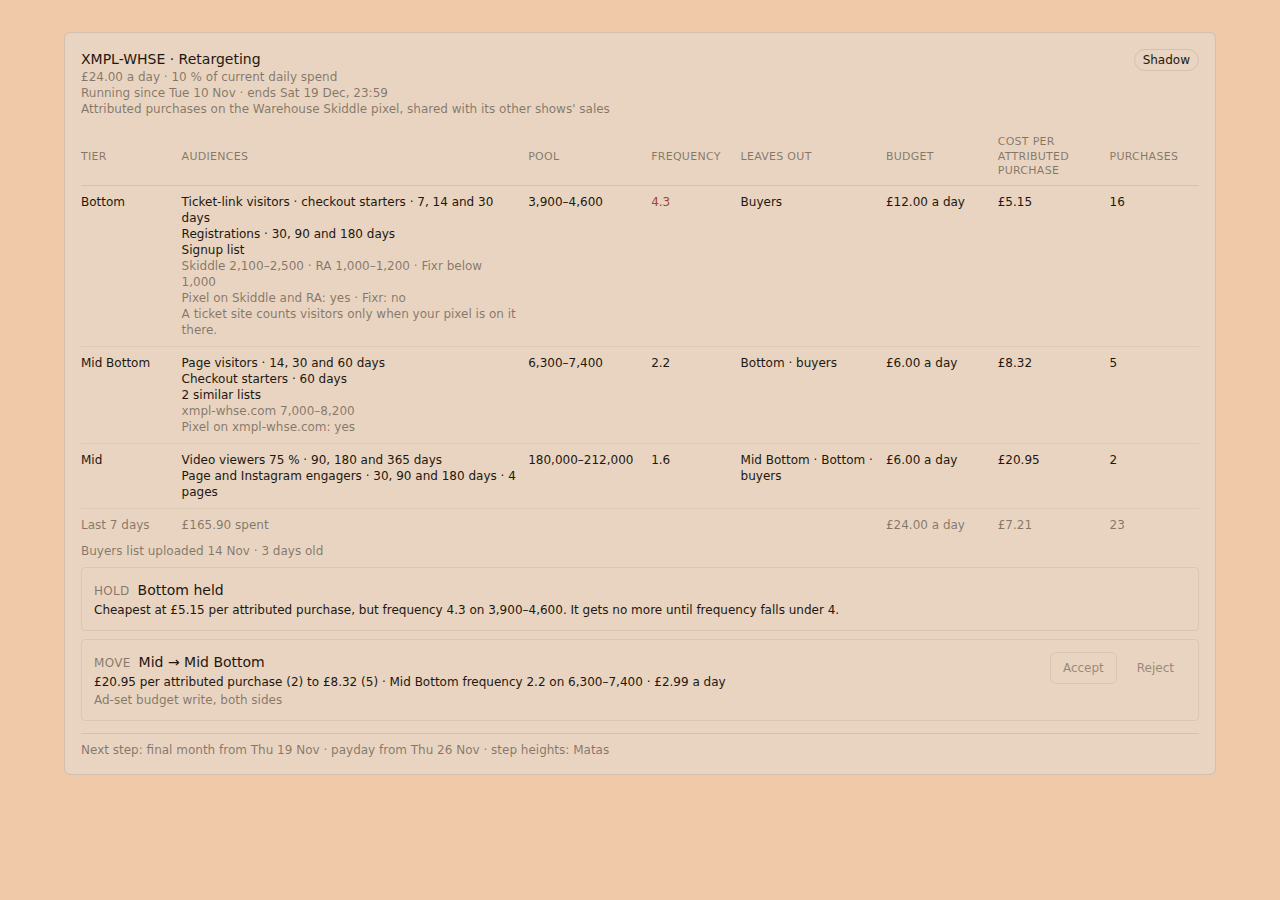 XMPL-WHSE · Retargeting
Shadow
£24.00 a day · 10 % of current daily spend
Running since Tue 10 Nov · ends Sat 19 Dec, 23:59
Attributed purchases on the Warehouse Skiddle pixel, shared with its other shows' sales
TIER
AUDIENCES
POOL
FREQUENCY
LEAVES OUT
BUDGET
COST PER
ATTRIBUTED
PURCHASE
PURCHASES
Bottom
Ticket-link visitors · checkout starters · 7, 14 and 30
days
Registrations · 30, 90 and 180 days
Signup list
Skiddle 2,100–2,500 · RA 1,000–1,200 · Fixr below
1,000
Pixel on Skiddle and RA: yes · Fixr: no
A ticket site counts visitors only when your pixel is on it
there.
3,900–4,600
4.3
Buyers
£12.00 a day
£5.15
16
Mid Bottom
Page visitors · 14, 30 and 60 days
Checkout starters · 60 days
2 similar lists
xmpl-whse.com 7,000–8,200
Pixel on xmpl-whse.com: yes
6,300–7,400
2.2
Bottom · buyers
£6.00 a day
£8.32
5
Mid
Video viewers 75 % · 90, 180 and 365 days
Page and Instagram engagers · 30, 90 and 180 days · 4
pages
180,000–212,000
1.6
Mid Bottom · Bottom ·
buyers
£6.00 a day
£20.95
2
Last 7 days
£165.90 spent
£24.00 a day
£7.21
23
Buyers list uploaded 14 Nov · 3 days old
HOLD Bottom held
Cheapest at £5.15 per attributed purchase, but frequency 4.3 on 3,900–4,600. It gets no more until frequency falls under 4.
MOVE Mid → Mid Bottom
£20.95 per attributed purchase (2) to £8.32 (5) · Mid Bottom frequency 2.2 on 6,300–7,400 · £2.99 a day
Ad-set budget write, both sides
Accept
Reject
Next step: final month from Thu 19 Nov · payday from Thu 26 Nov · step heights: Matas